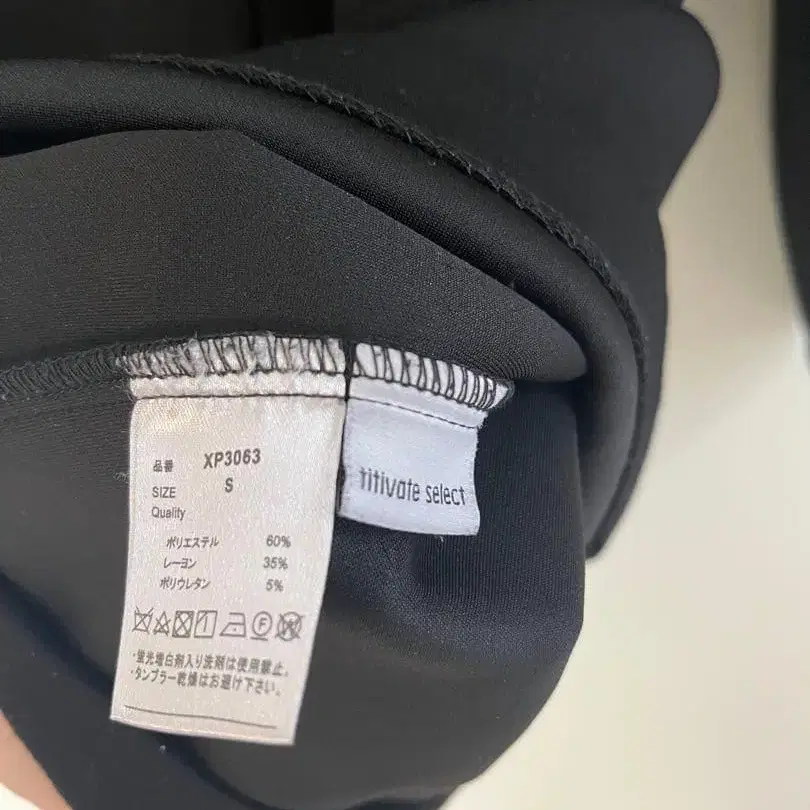 品番 XP3063
SIZE S
Quality
ポリエステル 60%
レーヨン 35%
ポリウレタン 5%
F W
・蛍光増白剤入り洗剤は使用禁止。
・タンブラー乾燥はお避け下さい。
titivate select